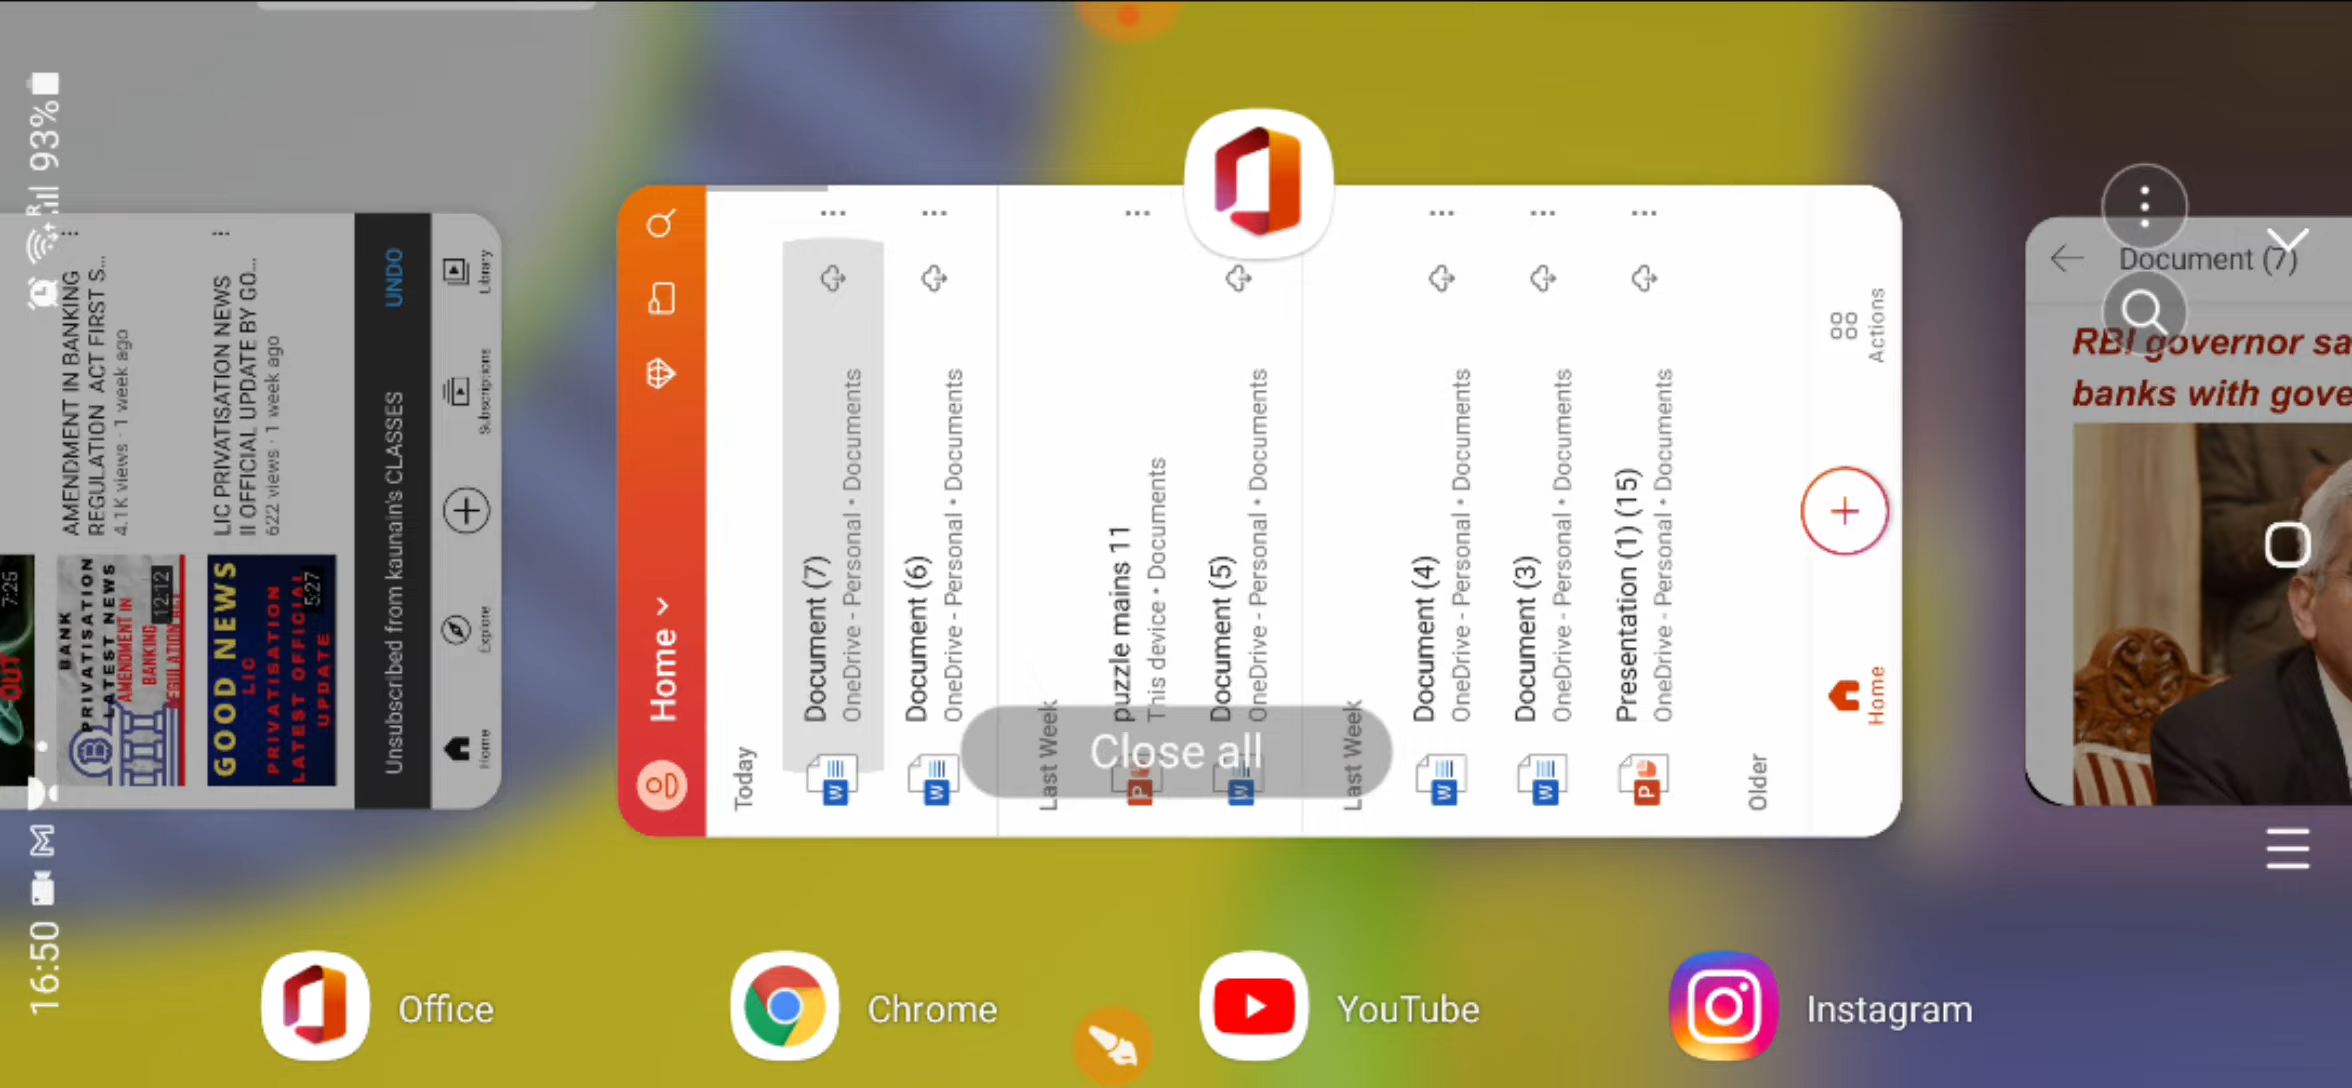 16:50
93%
7:25
OUT
AMENDMENT IN BANKING
REGULATION ACT FIRST S...
4.1K views · 1 week ago
BANK
PRIVATISATION
LATEST NEWS
AMENDMENT IN
BANKING
12:12
LIC PRIVATISATION NEWS
II OFFICIAL UPDATE BY GO...
622 views · 1 week ago
GOOD NEWS
LIC
PRIVATISATION
LATEST OFFICIAL
UPDATE
5:27
Unsubscribed from kaunain's CLASSES
UNDO
Home
Explore
Subscriptions
Library
Home
Today
Document (7)
OneDrive - Personal • Documents
Document (6)
OneDrive - Personal • Documents
Last Week
puzzle mains 11
This device • Documents
Document (5)
OneDrive - Personal • Documents
Last Week
Document (4)
OneDrive - Personal • Documents
Document (3)
OneDrive - Personal • Documents
Presentation (1) (15)
OneDrive - Personal • Documents
Older
Home
Actions
Close all
Document (7)
RBI governor sa
banks with gove
Office
Chrome
YouTube
Instagram